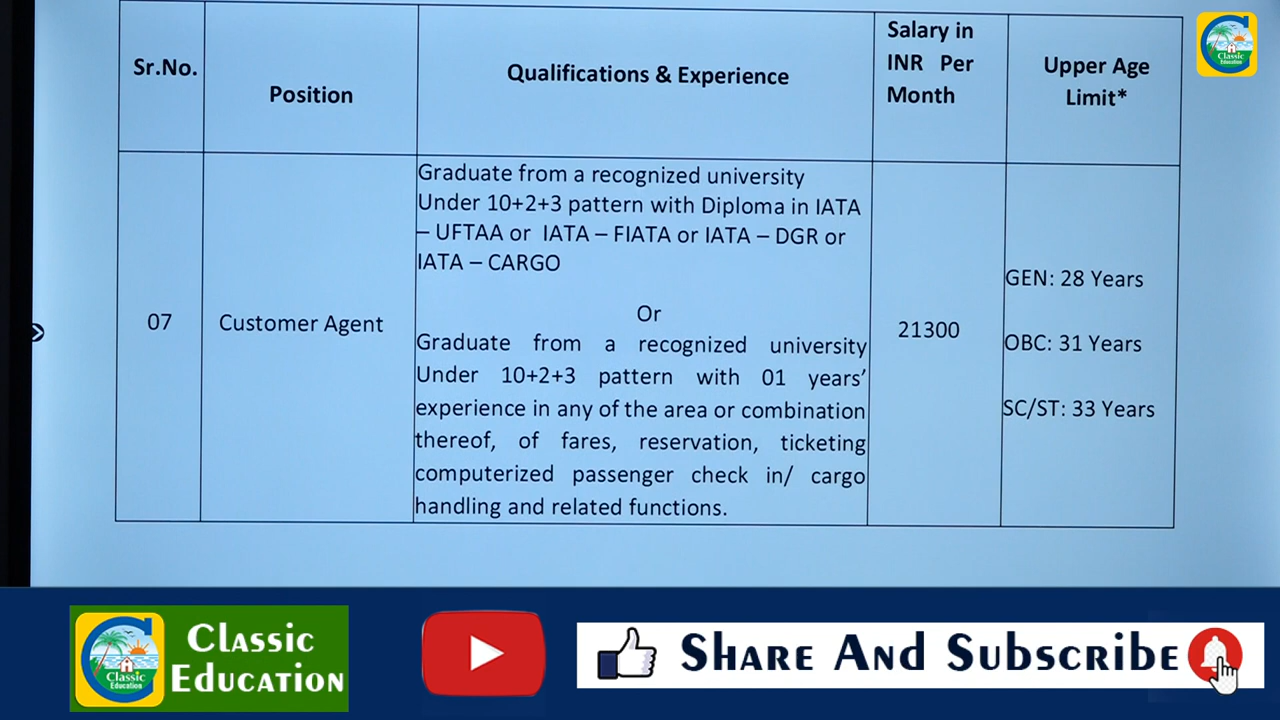 Sr.No.
Position
Qualifications & Experience
Salary in
INR Per
Month
Upper Age
Limit*
07
Customer Agent
Graduate from a recognized university
Under 10+2+3 pattern with Diploma in IATA
– UFTAA or IATA – FIATA or IATA – DGR or
IATA – CARGO
Or
Graduate from a recognized university
Under 10+2+3 pattern with 01 years’
experience in any of the area or combination
thereof, of fares, reservation, ticketing
computerized passenger check in/ cargo
handling and related functions.
21300
GEN: 28 Years
OBC: 31 Years
SC/ST: 33 Years
Classic
Education
Classic
Education
Classic
Education
Share And Subscribe